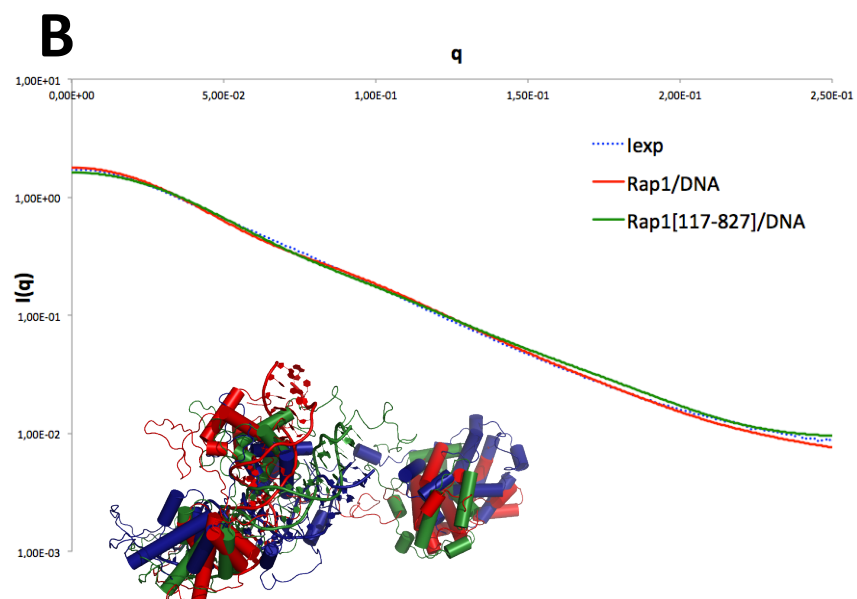 B
q
1,00E+01
0,00E+00 5,00E-02 1,00E-01 1,50E-01 2,00E-01 2,50E-01
Iexp
Rap1/DNA
1,00E+00
Rap1[117-827]/DNA
I(q)
1,00E-01
1,00E-02
1,00E-03